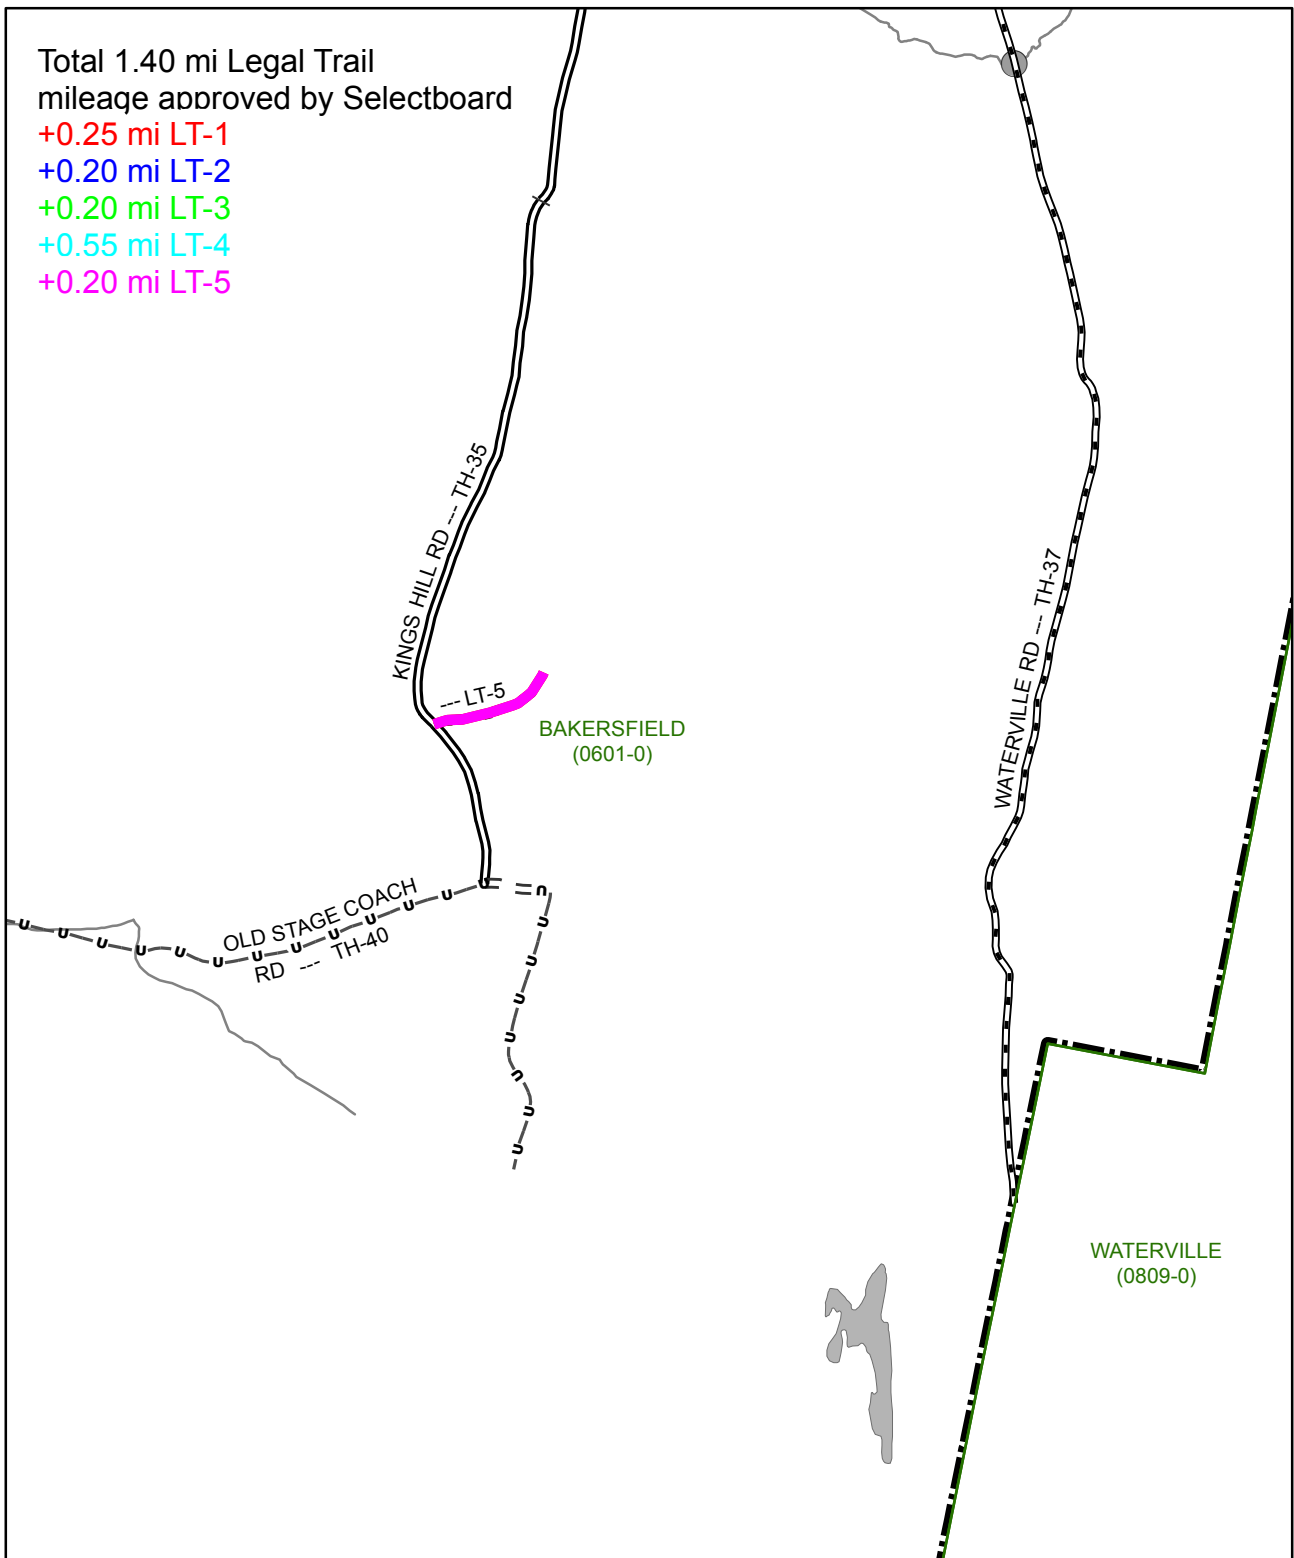 Total 1.40 mi Legal Trail
mileage approved by Selectboard
+0.25 mi LT-1
+0.20 mi LT-2
+0.20 mi LT-3
+0.55 mi LT-4
+0.20 mi LT-5
KINGS HILL RD --- TH-35
WATERVILLE RD --- TH-37
--- LT-5
BAKERSFIELD
(0601-0)
OLD STAGE COACH
RD --- TH-40
WATERVILLE
(0809-0)